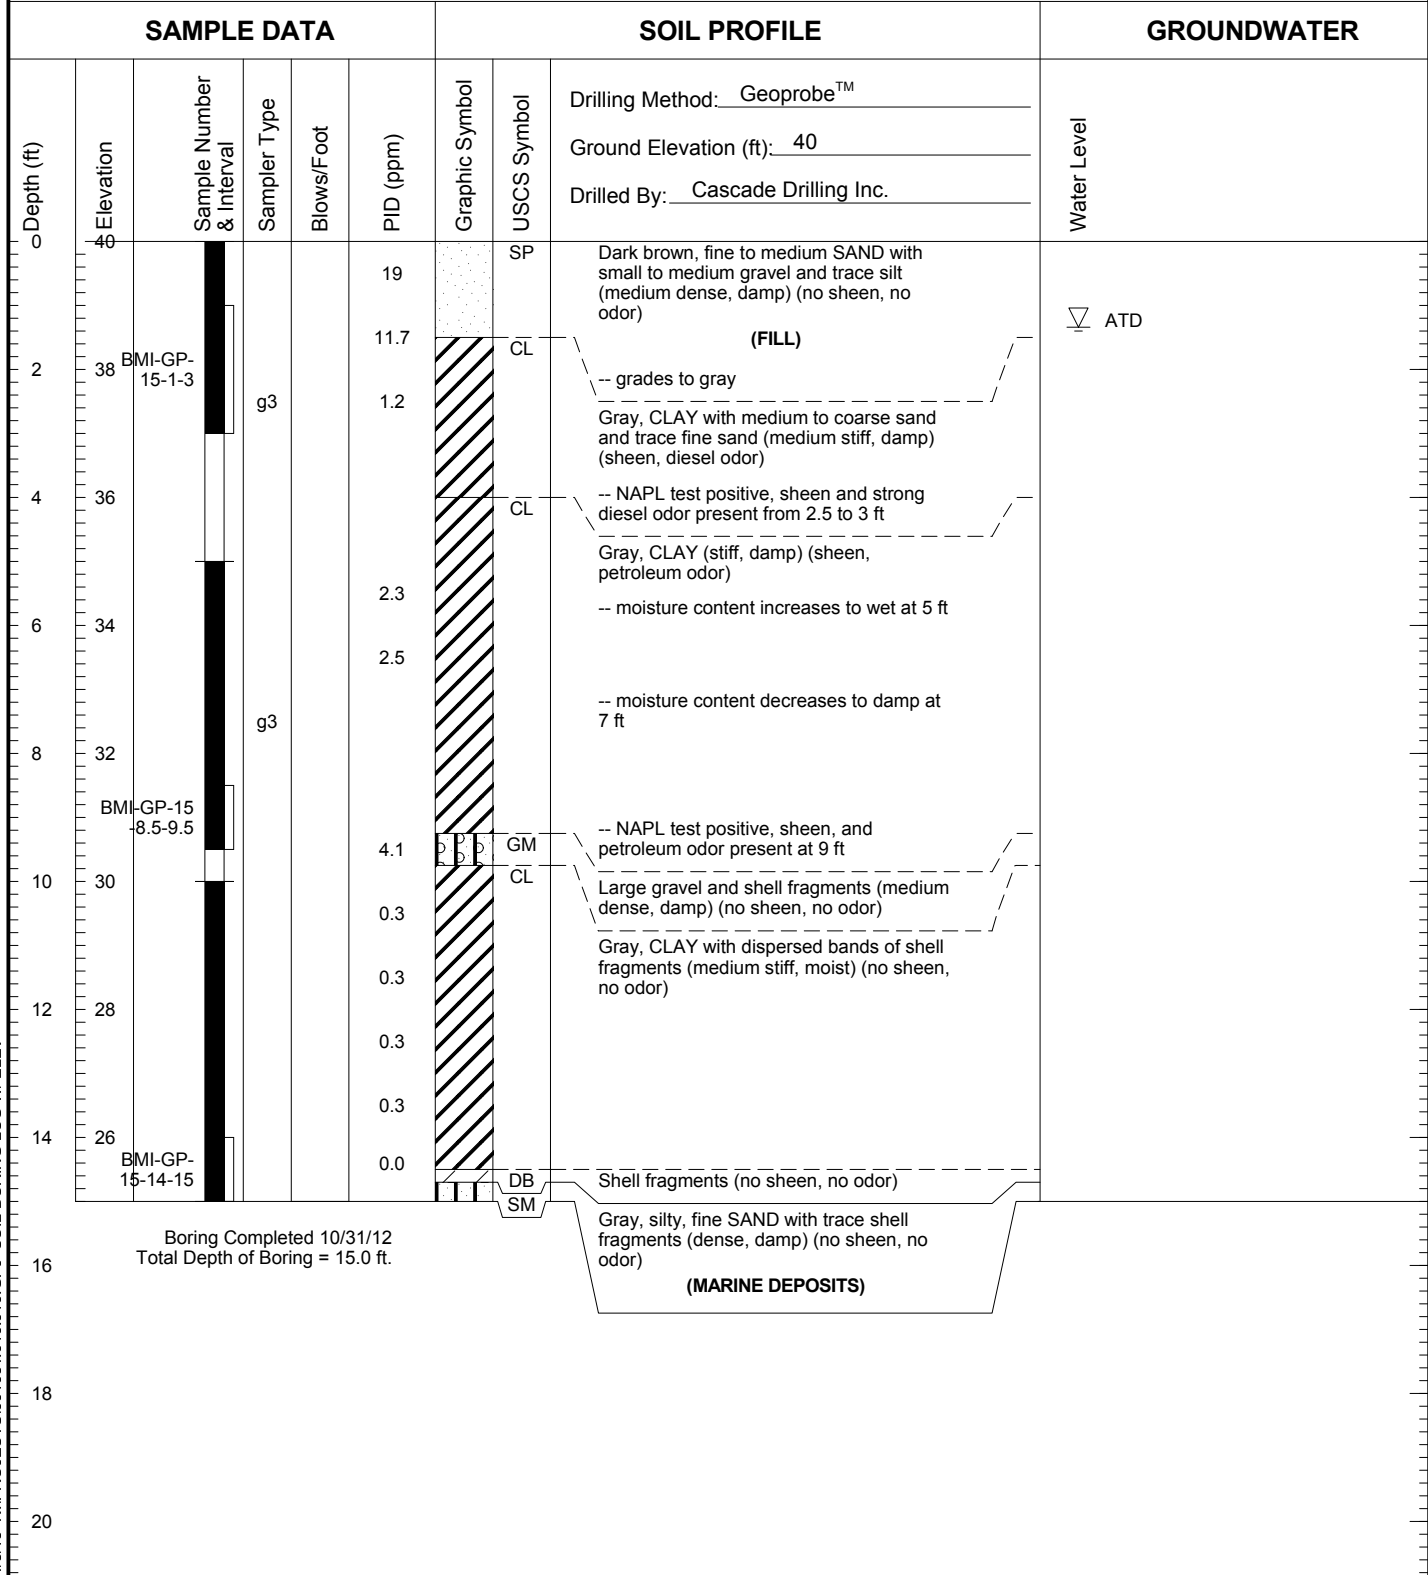 SAMPLE DATA
SOIL PROFILE
GROUNDWATER
Depth (ft)
Elevation
Sample Number
& Interval
Sampler Type
Blows/Foot
PID (ppm)
Graphic Symbol
USCS Symbol
Drilling Method: Geoprobe™
Ground Elevation (ft): 40
Drilled By: Cascade Drilling Inc.
Water Level
0
40
SP
Dark brown, fine to medium SAND with
small to medium gravel and trace silt
(medium dense, damp) (no sheen, no
odor)
19
(FILL)
ATD
11.7
CL
2
38
BMI-GP-
15-1-3
-- grades to gray
g3
1.2
Gray, CLAY with medium to coarse sand
and trace fine sand (medium stiff, damp)
(sheen, diesel odor)
4
36
-- NAPL test positive, sheen and strong
diesel odor present from 2.5 to 3 ft
CL
Gray, CLAY (stiff, damp) (sheen,
petroleum odor)
2.3
-- moisture content increases to wet at 5 ft
6
34
2.5
-- moisture content decreases to damp at
7 ft
g3
8
32
BMI-GP-15
-8.5-9.5
-- NAPL test positive, sheen, and
petroleum odor present at 9 ft
4.1
GM
CL
10
30
Large gravel and shell fragments (medium
dense, damp) (no sheen, no odor)
0.3
Gray, CLAY with dispersed bands of shell
fragments (medium stiff, moist) (no sheen,
no odor)
0.3
12
28
0.3
0.3
14
26
BMI-GP-
15-14-15
0.0
DB
Shell fragments (no sheen, no odor)
SM
Gray, silty, fine SAND with trace shell
fragments (dense, damp) (no sheen, no
odor)
(MARINE DEPOSITS)
Boring Completed 10/31/12
Total Depth of Boring = 15.0 ft.
16
18
20